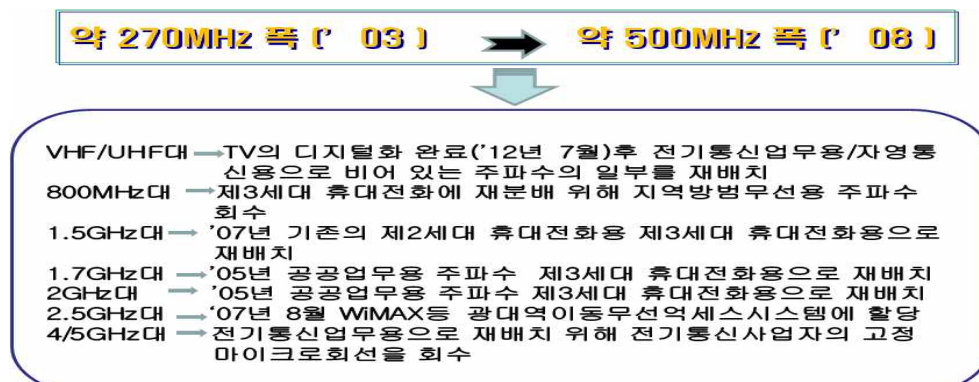 약 270MHz 폭 (’ 03 ) → 약 500MHz 폭 (’ 08 )
VHF/UHF대 →TV의 디지털화 완료('12년 7월)후 전기통신업무용/자영통
신용으로 비어 있는 주파수의 일부를 재배치
800MHz대 →제3세대 휴대전화에 재분배 위해 지역방범무선용 주파수
회수
1.5GHz대→ '07년 기존의 제2세대 휴대전화용 제3세대 휴대전화용으로
재배치
1.7GHz대 →'05년 공공업무용 주파수 제3세대 휴대전화용으로 재배치
2GHz대 → '05년 공공업무용 주파수 제3세대 휴대전화용으로 재배치
2.5GHz대→'07년 8월 WiMAX등 광대역이동무선억세스시스템에 할당
4/5GHz대 →전기통신업무용으로 재배치 위해 전기통신사업자의 고정
마이크로회선을 회수